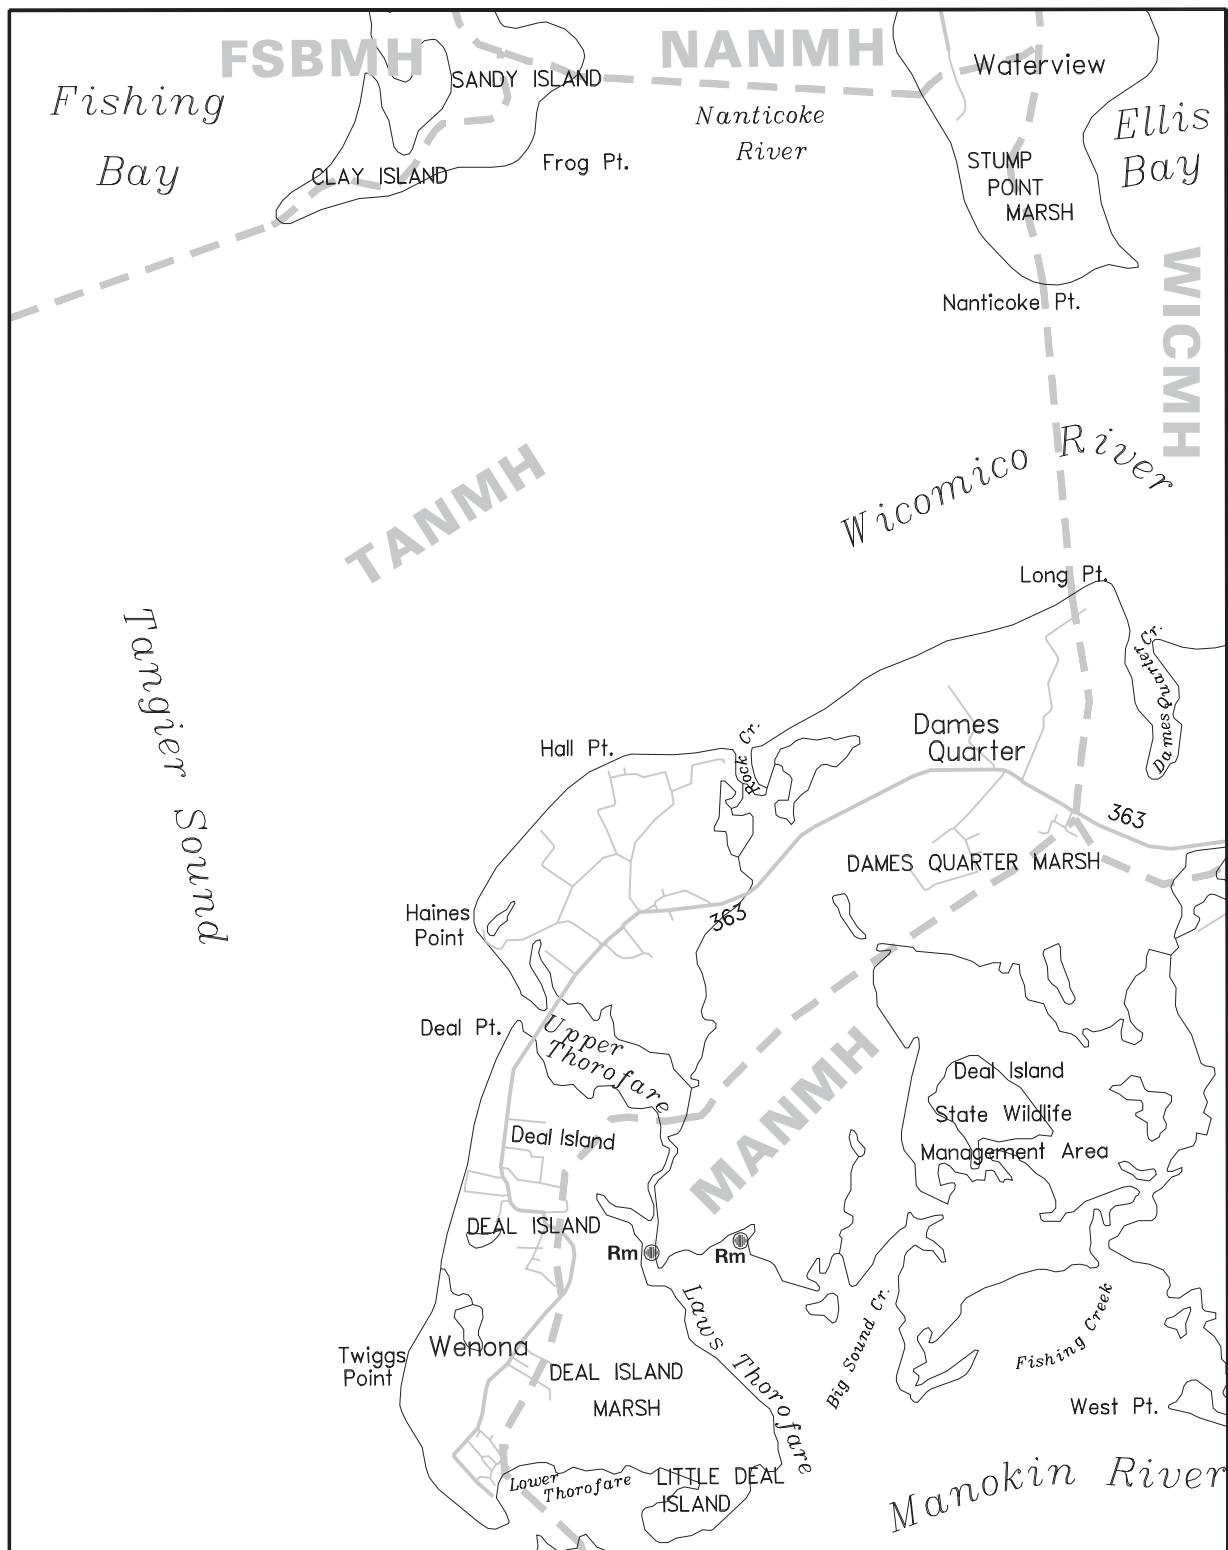 FSBMH
NANMH
Fishing
Bay
SANDY ISLAND
Waterview
Nanticoke
River
Ellis
Bay
CLAY ISLAND
Frog Pt.
STUMP
POINT
MARSH
WICMH
Nanticoke Pt.
Wicomico River
TANMH
Long Pt.
Tangier Sound
Dames Quarter Cr.
Dames
Quarter
Hall Pt.
Rock Cr.
363
DAMES QUARTER MARSH
Haines
Point
363
Deal Pt.
Upper
Thorofare
MANMH
Deal Island
State Wildlife
Management Area
Deal Island
DEAL ISLAND
Rm
Rm
Laws Thorofare
Big Sound Cr.
Fishing Creek
Twiggs
Point
Wenona
DEAL ISLAND
MARSH
West Pt.
Lower
Thorofare
LITTLE DEAL
ISLAND
Manokin River